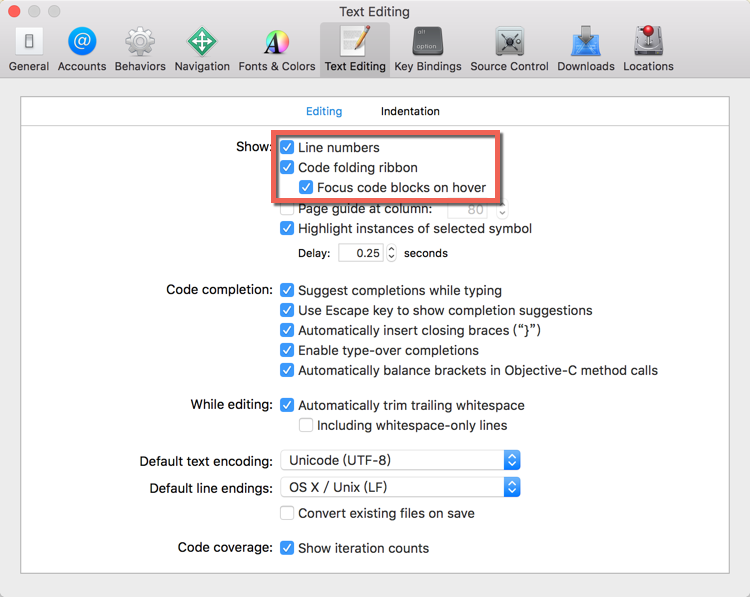 Text Editing
alt
option
General Accounts Behaviors Navigation Fonts & Colors Text Editing Key Bindings Source Control Downloads Locations
Editing Indentation
Show: Line numbers
Code folding ribbon
Focus code blocks on hover
Page guide at column: 80
Highlight instances of selected symbol
Delay: 0.25 seconds
Code completion: Suggest completions while typing
Use Escape key to show completion suggestions
Automatically insert closing braces (“}”)
Enable type-over completions
Automatically balance brackets in Objective-C method calls
While editing: Automatically trim trailing whitespace
Including whitespace-only lines
Default text encoding: Unicode (UTF-8)
Default line endings: OS X / Unix (LF)
Convert existing files on save
Code coverage: Show iteration counts